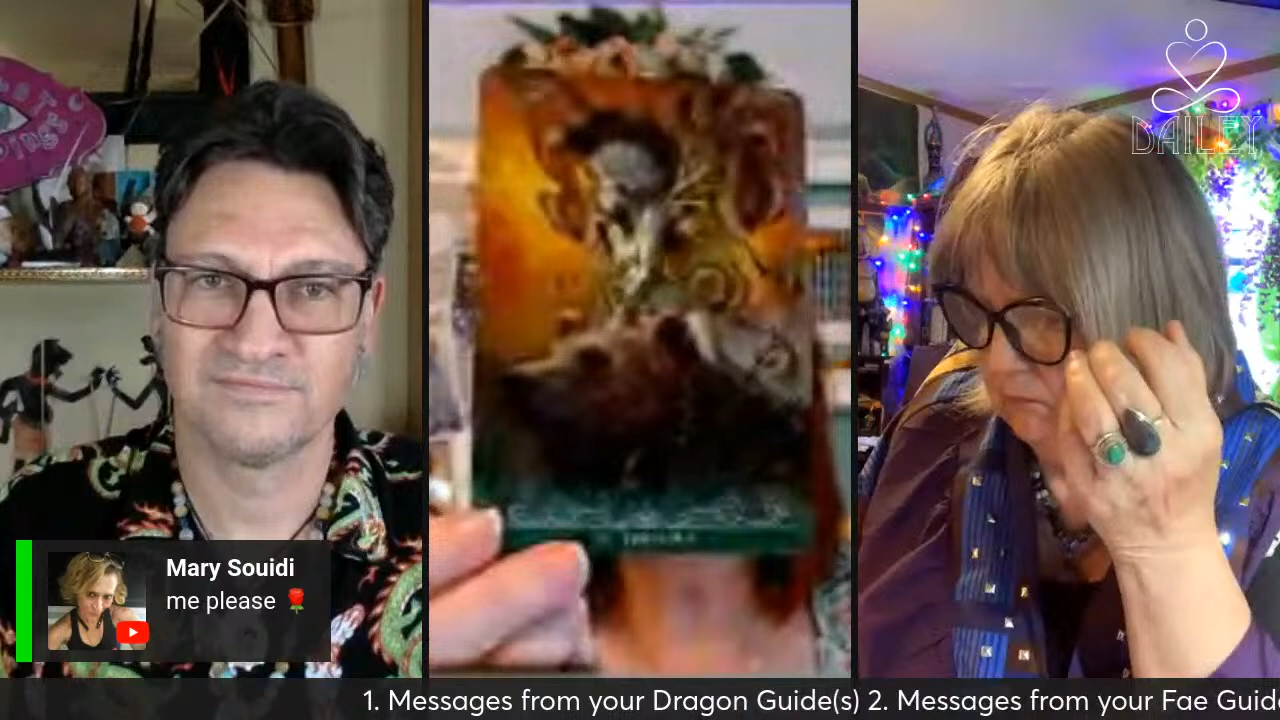 DAILEY
Mary Souidi
me please
1. Messages from your Dragon Guide(s) 2. Messages from your Fae Guid